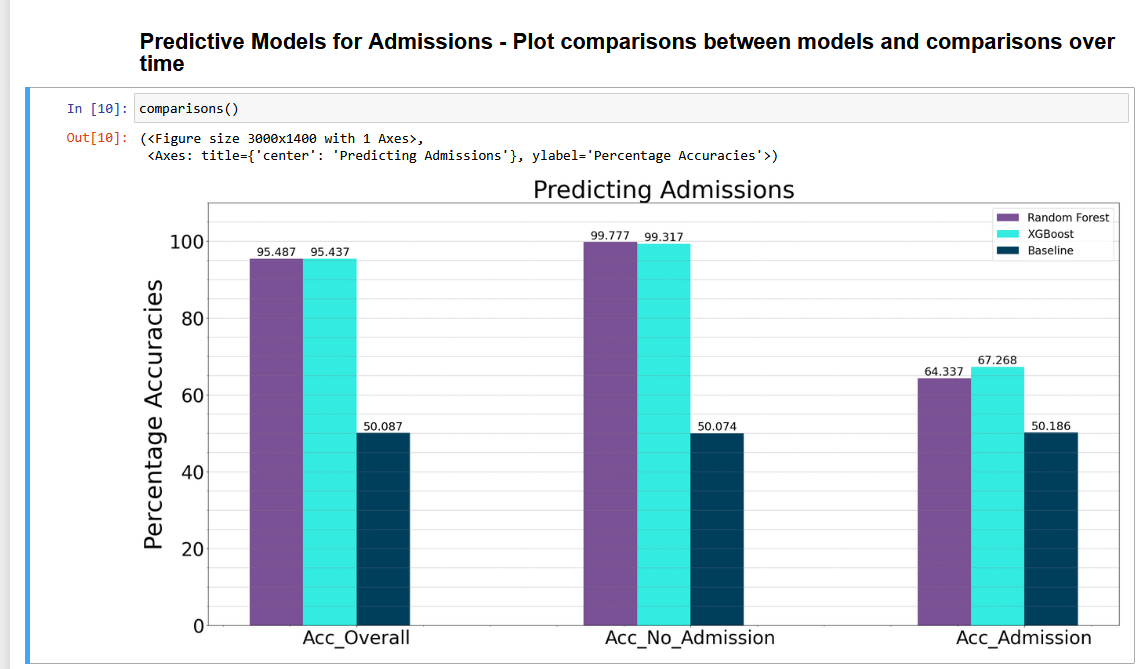 Predictive Models for Admissions - Plot comparisons between models and comparisons over
time
In [10]: comparisons()
Out[10]: (<Figure size 3000x1400 with 1 Axes>,
<Axes: title={'center': 'Predicting Admissions'}, ylabel='Percentage Accuracies'>)
Predicting Admissions
Random Forest
XGBoost
Baseline
Percentage Accuracies
100
80
60
40
20
0
95.487 95.437 50.087
99.777 99.317 50.074
64.337 67.268 50.186
Acc_Overall Acc_No_Admission Acc_Admission